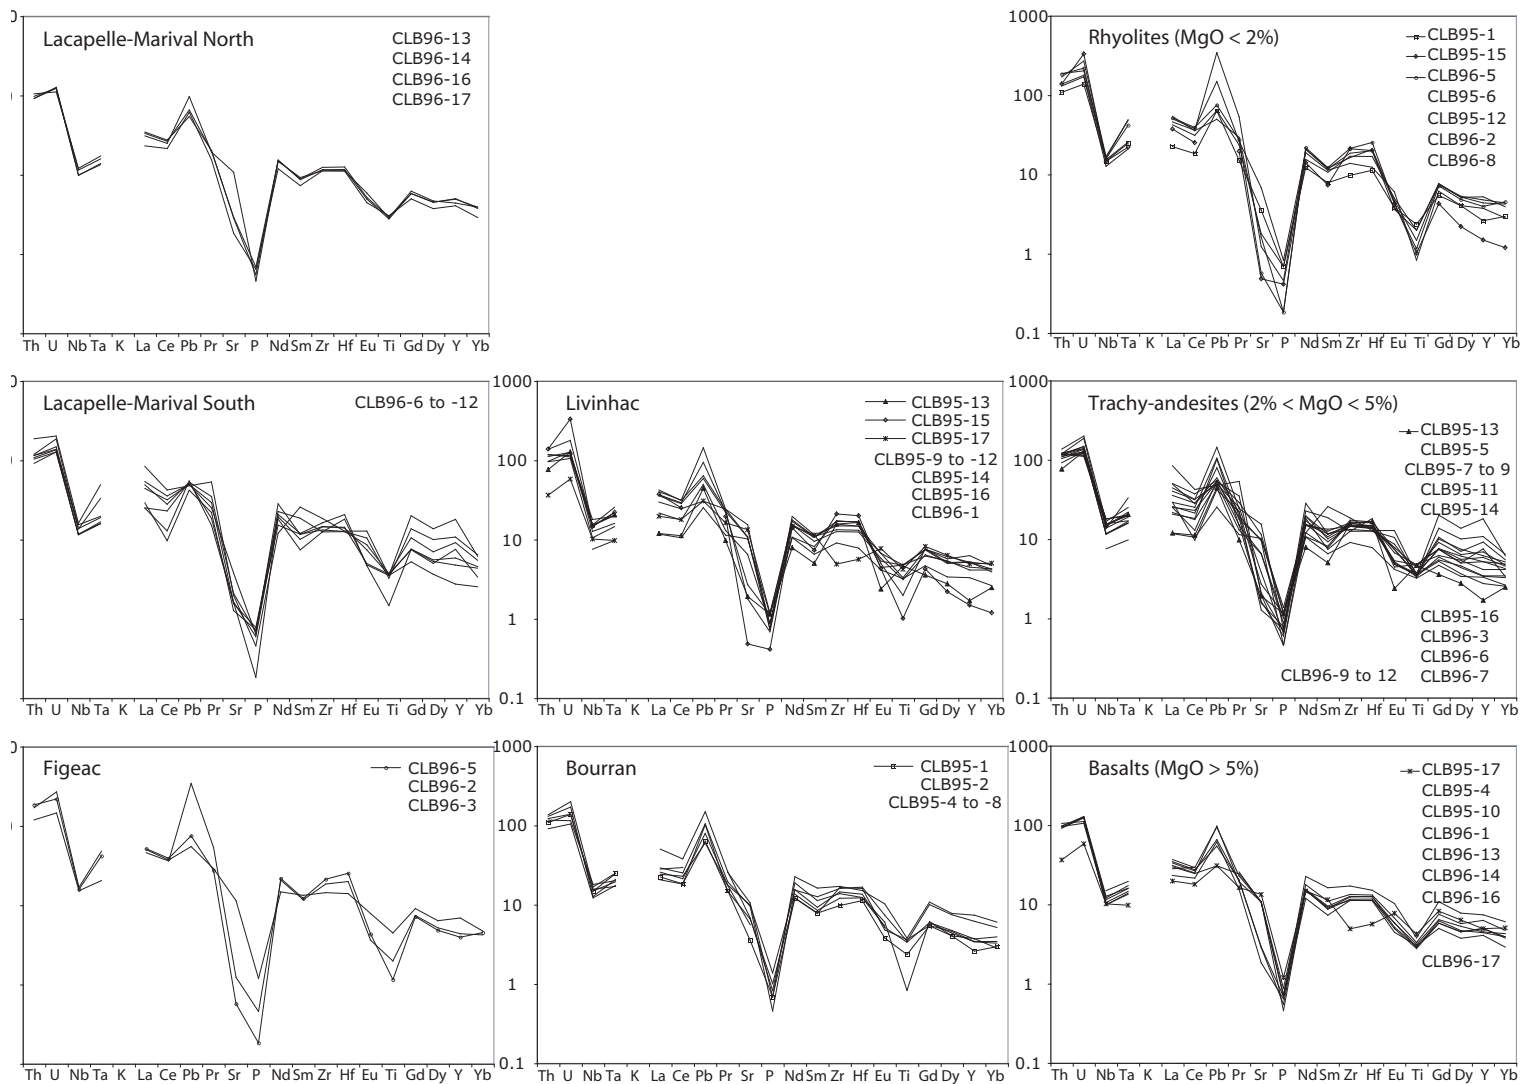 Lacapelle-Marival North
CLB96-13
CLB96-14
CLB96-16
CLB96-17
Th U Nb Ta K La Ce Pb Pr Sr P Nd Sm Zr Hf Eu Ti Gd Dy Y Yb
Rhyolites (MgO < 2%)
CLB95-1
CLB95-15
CLB96-5
CLB95-6
CLB95-12
CLB96-2
CLB96-8
1000
100
10
1
0.1
Th U Nb Ta K La Ce Pb Pr Sr P Nd Sm Zr Hf Eu Ti Gd Dy Y Yb
Lacapelle-Marival South
CLB96-6 to -12
Th U Nb Ta K La Ce Pb Pr Sr P Nd Sm Zr Hf Eu Ti Gd Dy Y Yb
Livinhac
CLB95-13
CLB95-15
CLB95-17
CLB95-9 to -12
CLB95-14
CLB95-16
CLB96-1
1000
100
10
1
0.1
Th U Nb Ta K La Ce Pb Pr Sr P Nd Sm Zr Hf Eu Ti Gd Dy Y Yb
Trachy-andesites (2% < MgO < 5%)
CLB95-13
CLB95-5
CLB95-7 to 9
CLB95-11
CLB95-14
CLB95-16
CLB96-3
CLB96-6
CLB96-7
CLB96-9 to 12
1000
100
10
1
0.1
Th U Nb Ta K La Ce Pb Pr Sr P Nd Sm Zr Hf Eu Ti Gd Dy Y Yb
Figeac
CLB96-5
CLB96-2
CLB96-3
Th U Nb Ta K La Ce Pb Pr Sr P Nd Sm Zr Hf Eu Ti Gd Dy Y Yb
Bourran
CLB95-1
CLB95-2
CLB95-4 to -8
1000
100
10
1
0.1
Th U Nb Ta K La Ce Pb Pr Sr P Nd Sm Zr Hf Eu Ti Gd Dy Y Yb
Basalts (MgO > 5%)
CLB95-17
CLB95-4
CLB95-10
CLB96-1
CLB96-13
CLB96-14
CLB96-16
CLB96-17
1000
100
10
1
0.1
Th U Nb Ta K La Ce Pb Pr Sr P Nd Sm Zr Hf Eu Ti Gd Dy Y Yb